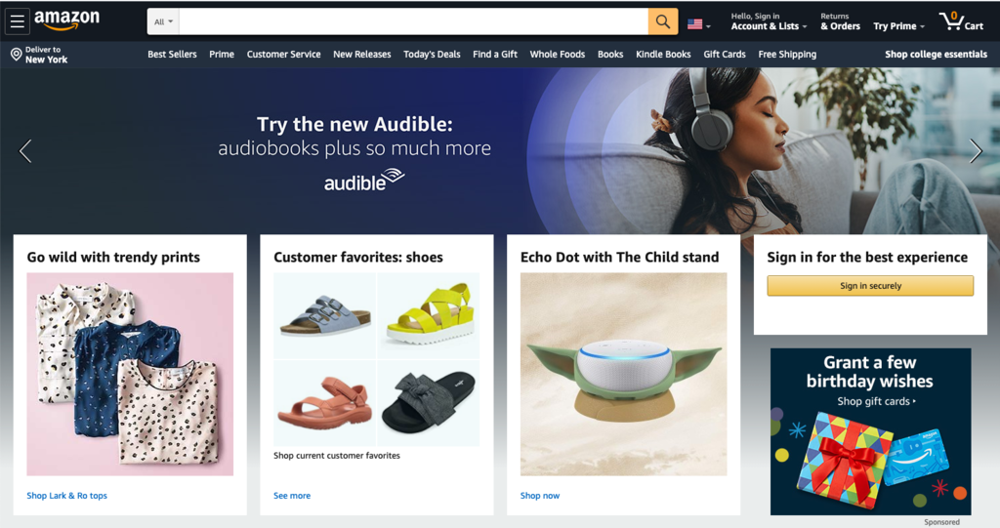 amazon
All
Hello, Sign in
Account & Lists
Returns
& Orders
Try Prime
0
Cart
Deliver to
New York
Best Sellers
Prime
Customer Service
New Releases
Today's Deals
Find a Gift
Whole Foods
Books
Kindle Books
Gift Cards
Free Shipping
Shop college essentials
Try the new Audible:
audiobooks plus so much more
audible
Go wild with trendy prints
Shop Lark & Ro tops
Customer favorites: shoes
Shop current customer favorites
See more
Echo Dot with The Child stand
Shop now
Sign in for the best experience
Sign in securely
Grant a few
birthday wishes
Shop gift cards
amazon
Sponsored